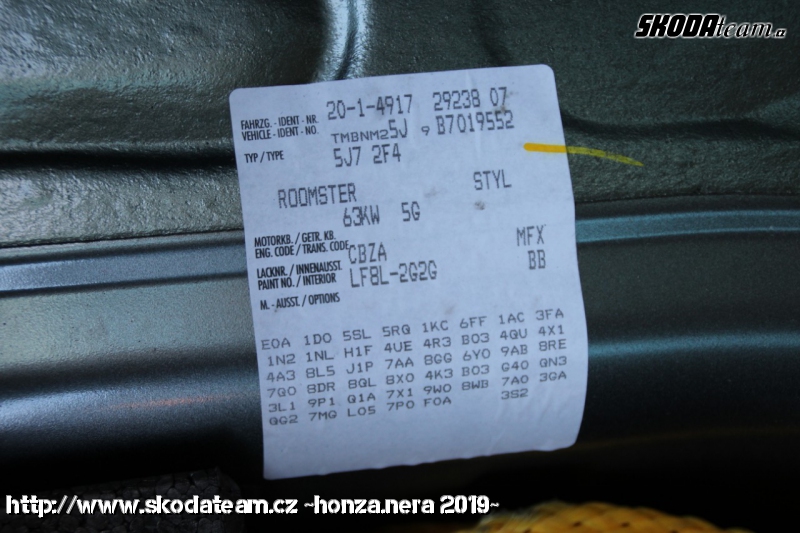 SKODAteam.cz
20-1-4917 29238 07
FAHRZG. - IDENT - NR.
VEHICLE - IDENT - NO. TMBNM25J 9 B7019552
TYP / TYPE 5J7 2F4
ROOMSTER STYL
63KW 5G
MOTORKB. / GETR. KB.
ENG. CODE / TRANS. CODE CBZA MFX
LACKNR. / INNENAUSST.
PAINT NO. / INTERIOR LF8L-2G2G BB
M. - AUSST. / OPTIONS
E0A 1D0 5SL 5RG 1KC 6FF 1AC 3FA
1N2 1NL H1F 4UE 4R3 B03 4QU 4X1
4A3 8L5 J1P 7AA 8GG 6Y0 9AB 8RE
7Q0 8DR 8QL 8X0 4K3 B03 G40 QN3
3L1 9P1 Q1A 7X1 9W0 8WB 7A0 3GA
QG2 7MG L05 7P0 F0A 3S2
http://www.skodateam.cz ~honza.nera 2019~